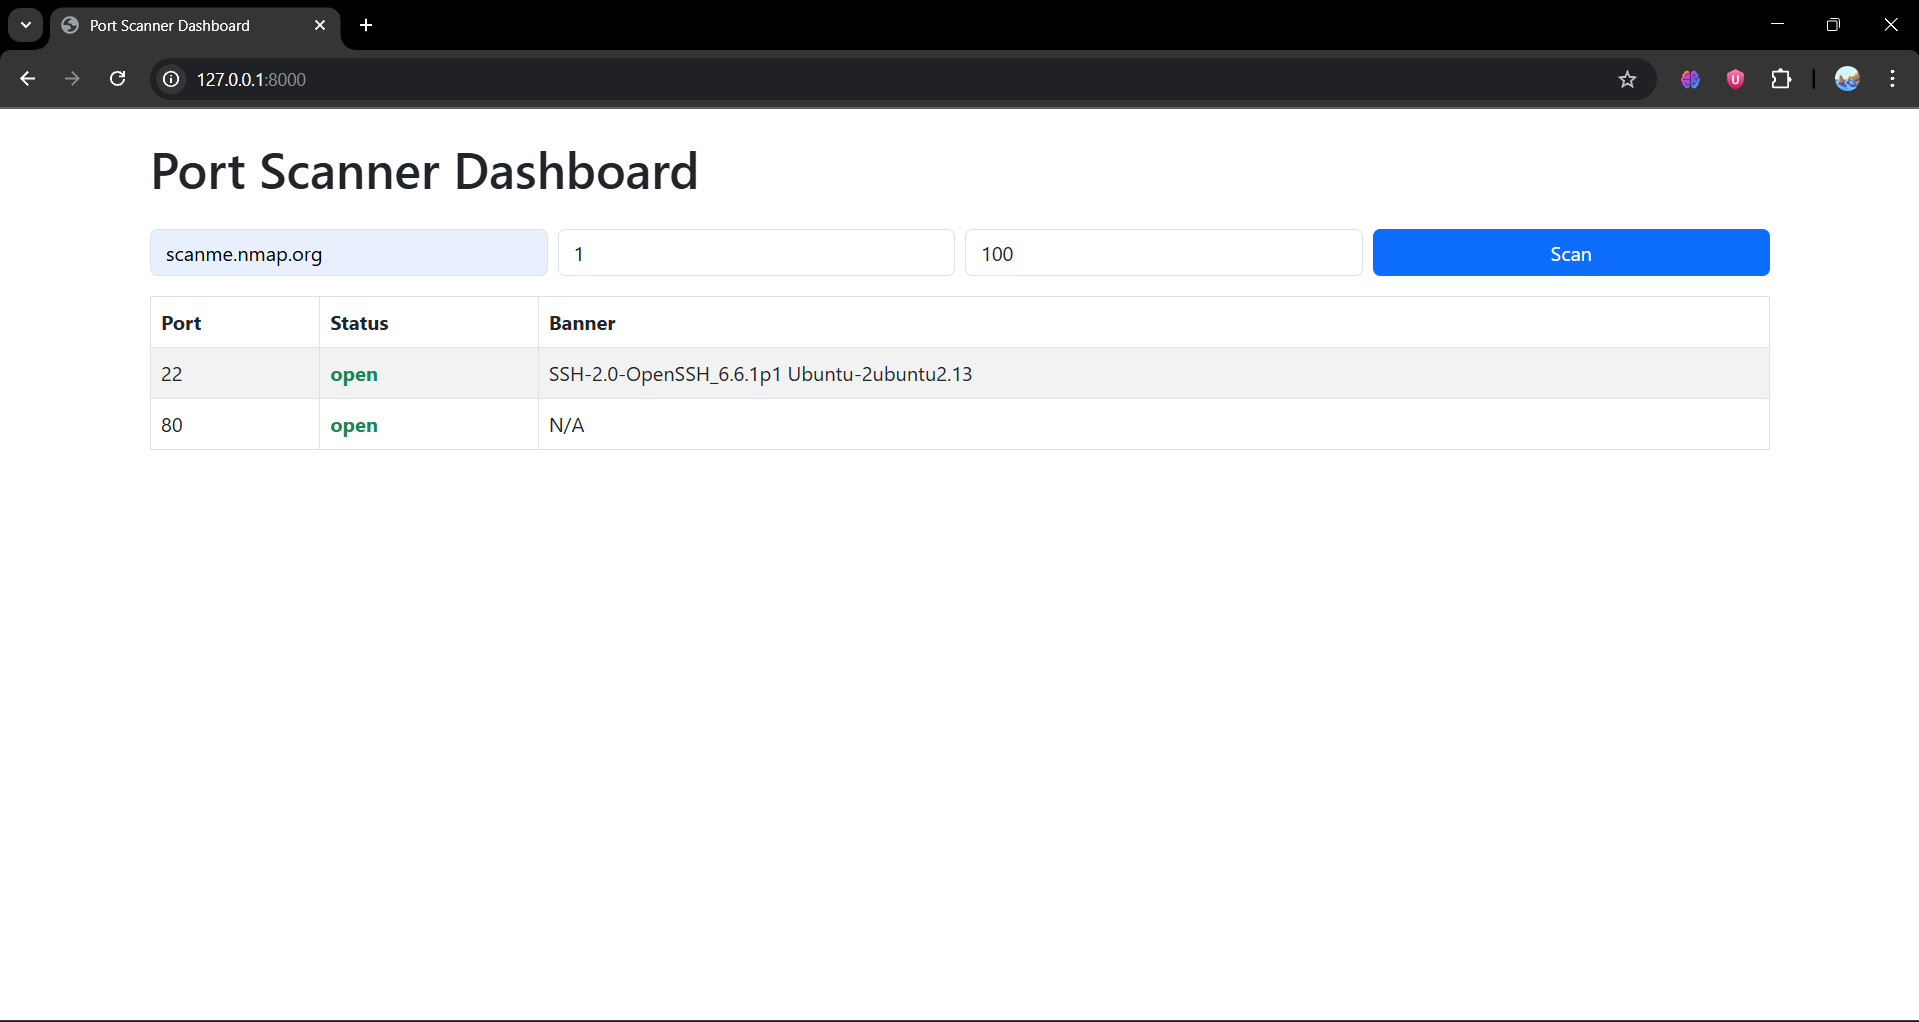 Port Scanner Dashboard
127.0.0.1:8000
Port Scanner Dashboard
scanme.nmap.org 1 100 Scan
Port Status Banner
22 open SSH-2.0-OpenSSH_6.6.1p1 Ubuntu-2ubuntu2.13
80 open N/A